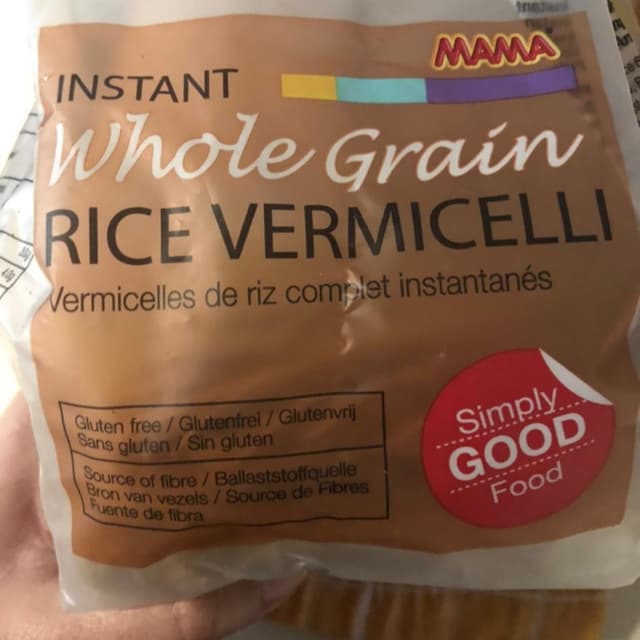 Instant
MAMA
INSTANT
Whole Grain
RICE VERMICELLI
Vermicelles de riz complet instantanés
Gluten free / Glutenfrei / Glutenvrij
Sans gluten / Sin gluten
Source of fibre / Ballaststoffquelle
Bron van vezels / Source de Fibres
Fuente de fibra
Simply
GOOD
Food